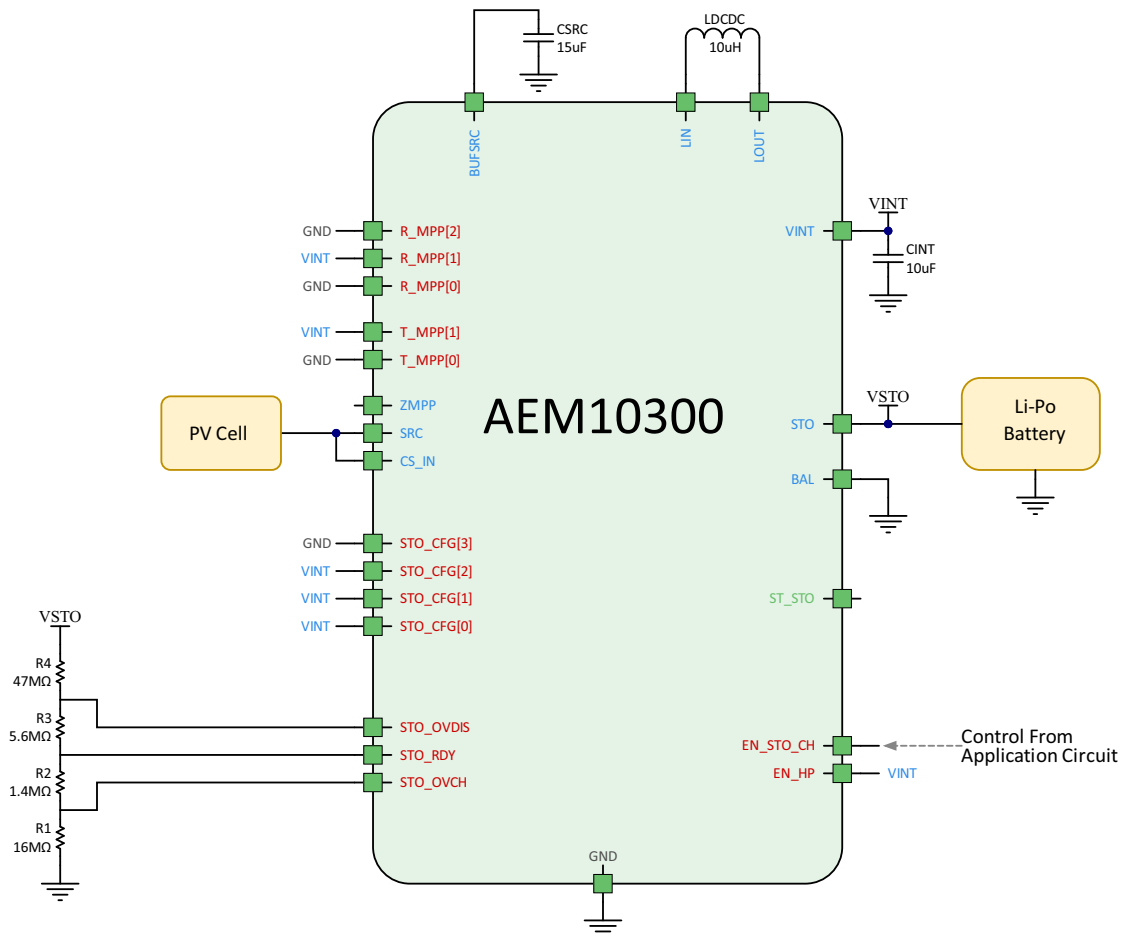 CSRC
15uF
LDCDC
10uH
BUFSRC
LIN
LOUT
GND
R_MPP[2]
VINT
R_MPP[1]
GND
R_MPP[0]
VINT
T_MPP[1]
GND
T_MPP[0]
VINT
VINT
CINT
10uF
AEM10300
PV Cell
ZMPP
SRC
CS_IN
STO
VSTO
Li-Po
Battery
BAL
GND
STO_CFG[3]
VINT
STO_CFG[2]
VINT
STO_CFG[1]
VINT
STO_CFG[0]
ST_STO
VSTO
R4
47MΩ
R3
5.6MΩ
R2
1.4MΩ
R1
16MΩ
STO_OVDIS
STO_RDY
STO_OVCH
EN_STO_CH
Control From
Application Circuit
EN_HP
VINT
GND